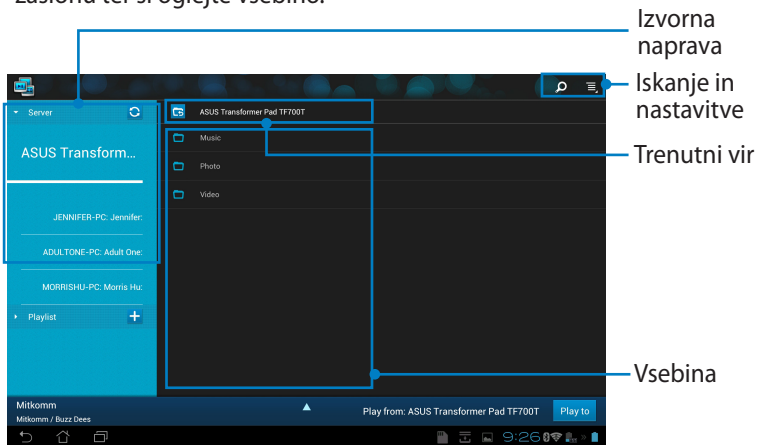 zaslonu ter si oglejte vsebino.
Izvorna
naprava
Iskanje in
nastavitve
Server
ASUS Transformer Pad TF700T
Music
ASUS Transform...
Trenutni vir
Photo
Video
JENNIFER-PC: Jennifer:
ADULTONE-PC: Adult One:
MORRISHU-PC: Morris Hu:
Playlist
Vsebina
Mitkomm
Mitkomm / Buzz Dees
Play from: ASUS Transformer Pad TF700T
Play to
9:26